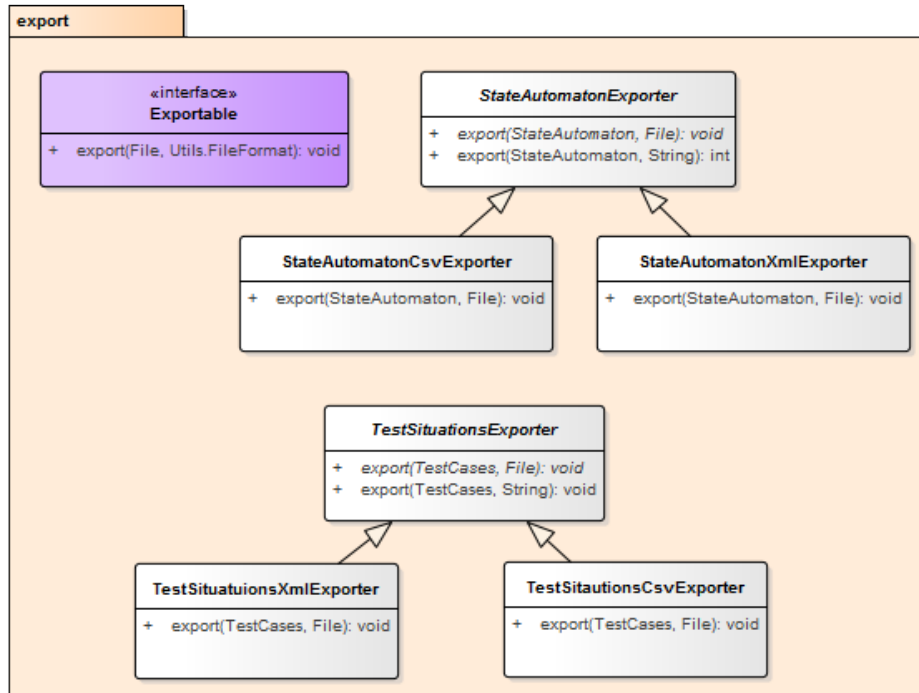 export
«interface»
Exportable
+ export(File, Utils.FileFormat): void
StateAutomatonExporter
+ export(StateAutomaton, File): void
+ export(StateAutomaton, String): int
StateAutomatonCsvExporter
+ export(StateAutomaton, File): void
StateAutomatonXmlExporter
+ export(StateAutomaton, File): void
TestSituationsExporter
+ export(TestCases, File): void
+ export(TestCases, String): void
TestSituatuionsXmlExporter
+ export(TestCases, File): void
TestSitautionsCsvExporter
+ export(TestCases, File): void